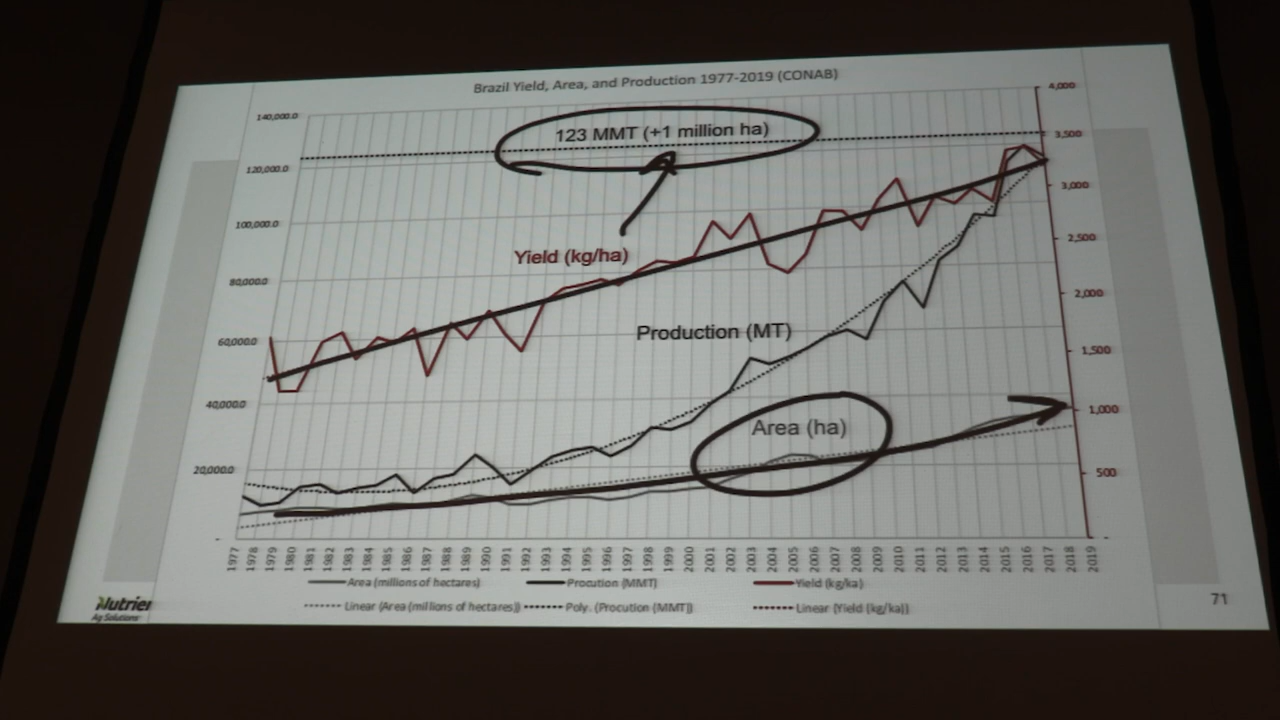 Brazil Yield, Area, and Production 1977-2019 (CONAB)
140,000.0
120,000.0
100,000.0
80,000.0
60,000.0
40,000.0
20,000.0
-
4,000
3,500
3,000
2,500
2,000
1,500
1,000
500
-
123 MMT (+1 million ha)
Yield (kg/ha)
Production (MT)
Area (ha)
1977 1978 1979 1980 1981 1982 1983 1984 1985 1986 1987 1988 1989 1990 1991 1992 1993 1994 1995 1996 1997 1998 1999 2000 2001 2002 2003 2004 2005 2006 2007 2008 2009 2010 2011 2012 2013 2014 2015 2016 2017 2018 2019
Area (millions of hectares) Procution (MMT) Yield (kg/ka)
Linear (Area (millions of hectares)) Poly. (Procution (MMT)) Linear (Yield (kg/ka))
Nutrien
Ag Solutions
71